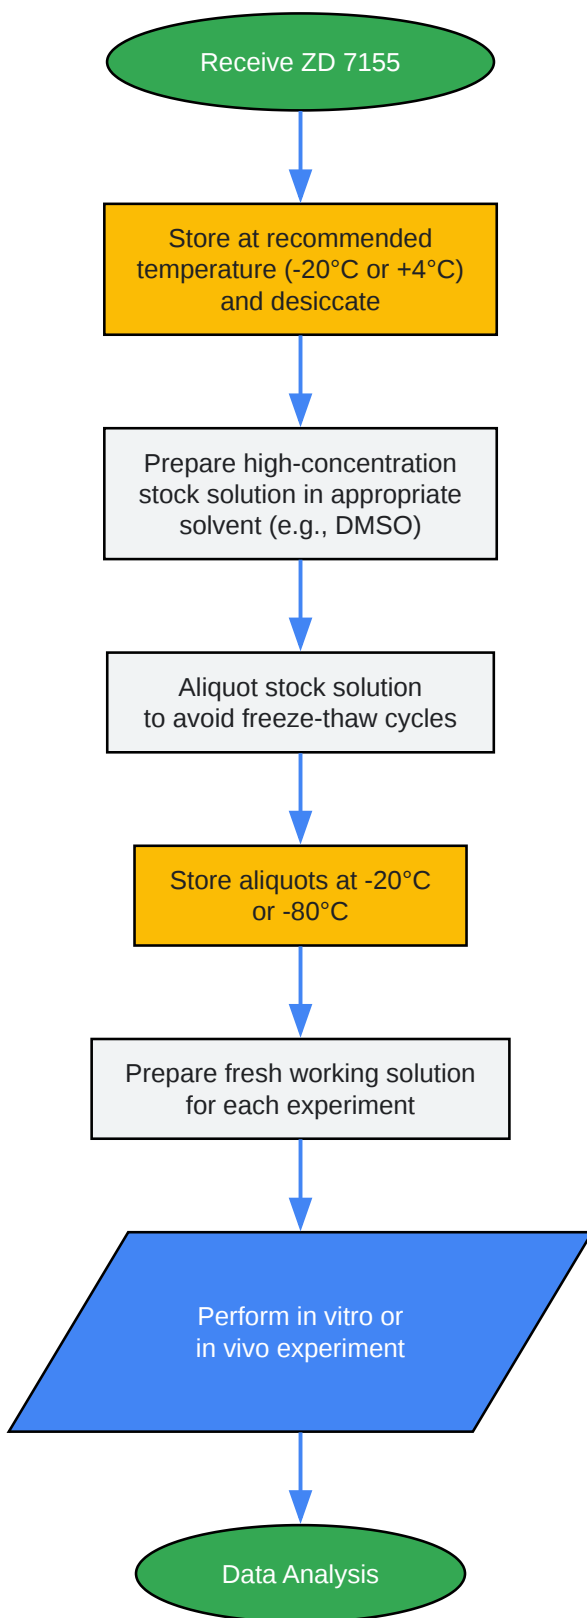 Receive ZD 7155
Store at recommended
temperature (-20°C or +4°C)
and desiccate
Prepare high-concentration
stock solution in appropriate
solvent (e.g., DMSO)
Aliquot stock solution
to avoid freeze-thaw cycles
Store aliquots at -20°C
or -80°C
Prepare fresh working solution
for each experiment
Perform in vitro or
in vivo experiment
Data Analysis